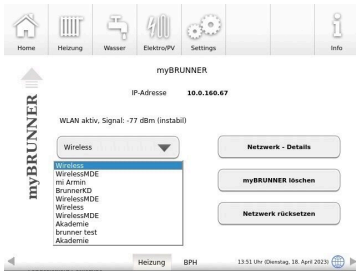 Home
Heizung
Wasser
Elektro/PV
Settings
Info
myBRUNNER
myBRUNNER
IP-Adresse 10.0.160.67
WLAN aktiv, Signal: -77 dBm (instabil)
Wireless
Netzwerk - Details
Wireless
WirelessMDE
mi Armin
BrunnerKD
WirelessMDE
Wireless
WirelessMDE
Akademie
brunner test
Akademie
myBRUNNER löschen
Netzwerk rücksetzen
Heizung
BPH
13:51 Uhr (Dienstag, 18. April 2023)